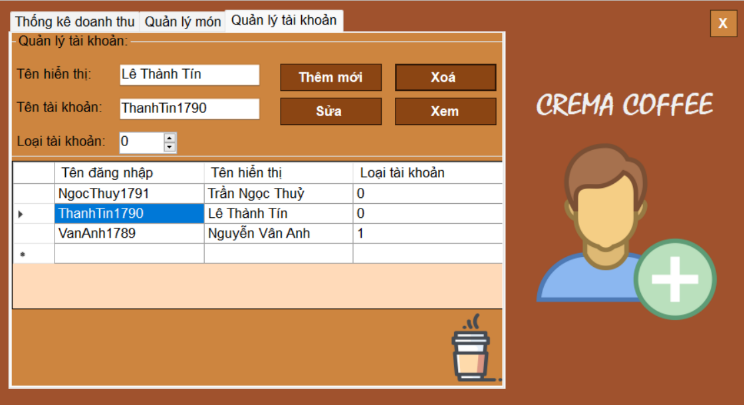 Thống kê doanh thu Quản lý món Quản lý tài khoản X
Quản lý tài khoản:
Tên hiển thị: Lê Thành Tín Thêm mới Xoá
Tên tài khoản: ThanhTin1790 Sửa Xem
Loại tài khoản: 0
CREMA COFFEE
Tên đăng nhập Tên hiển thị Loại tài khoản
NgocThuy1791 Trần Ngọc Thuỷ 0
ThanhTin1790 Lê Thành Tín 0
VanAnh1789 Nguyễn Vân Anh 1